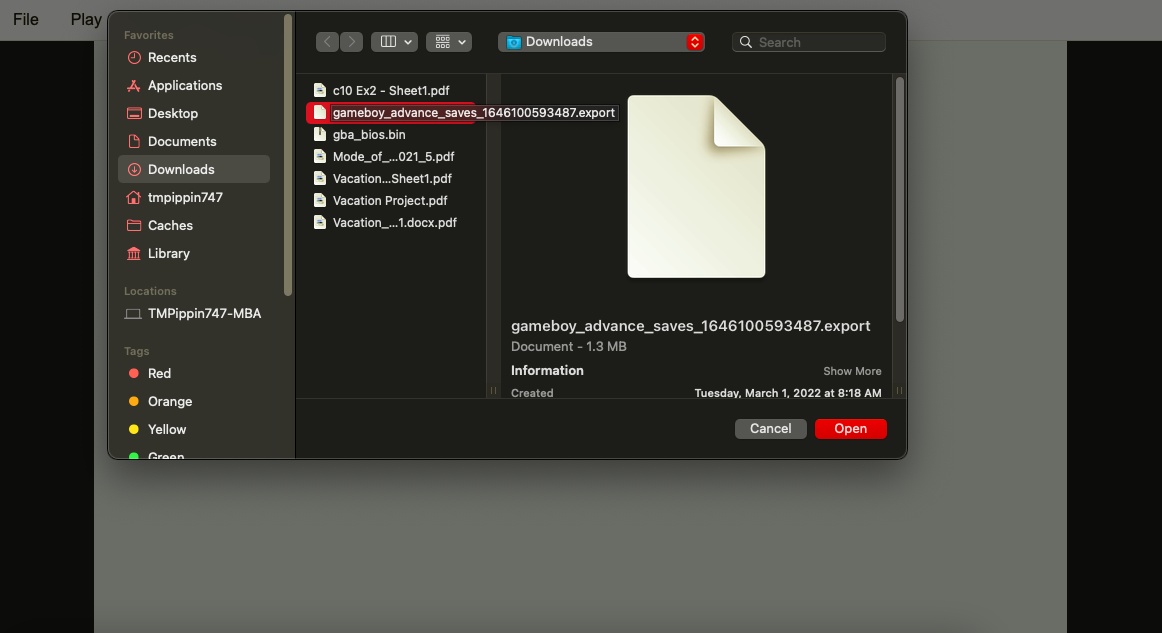 File Play
Favorites
Recents
Applications
Desktop
Documents
Downloads
tmpippin747
Caches
Library
Locations
TMPippin747-MBA
Tags
Red
Orange
Yellow
Green
Downloads
Search
c10 Ex2 - Sheet1.pdf
gameboy_advance_saves_1646100593487.export
gba_bios.bin
Mode_of_...021_5.pdf
Vacation...Sheet1.pdf
Vacation Project.pdf
Vacation_...1.docx.pdf
gameboy_advance_saves_1646100593487.export
Document - 1.3 MB
Information Show More
Created Tuesday, March 1, 2022 at 8:18 AM
Cancel Open